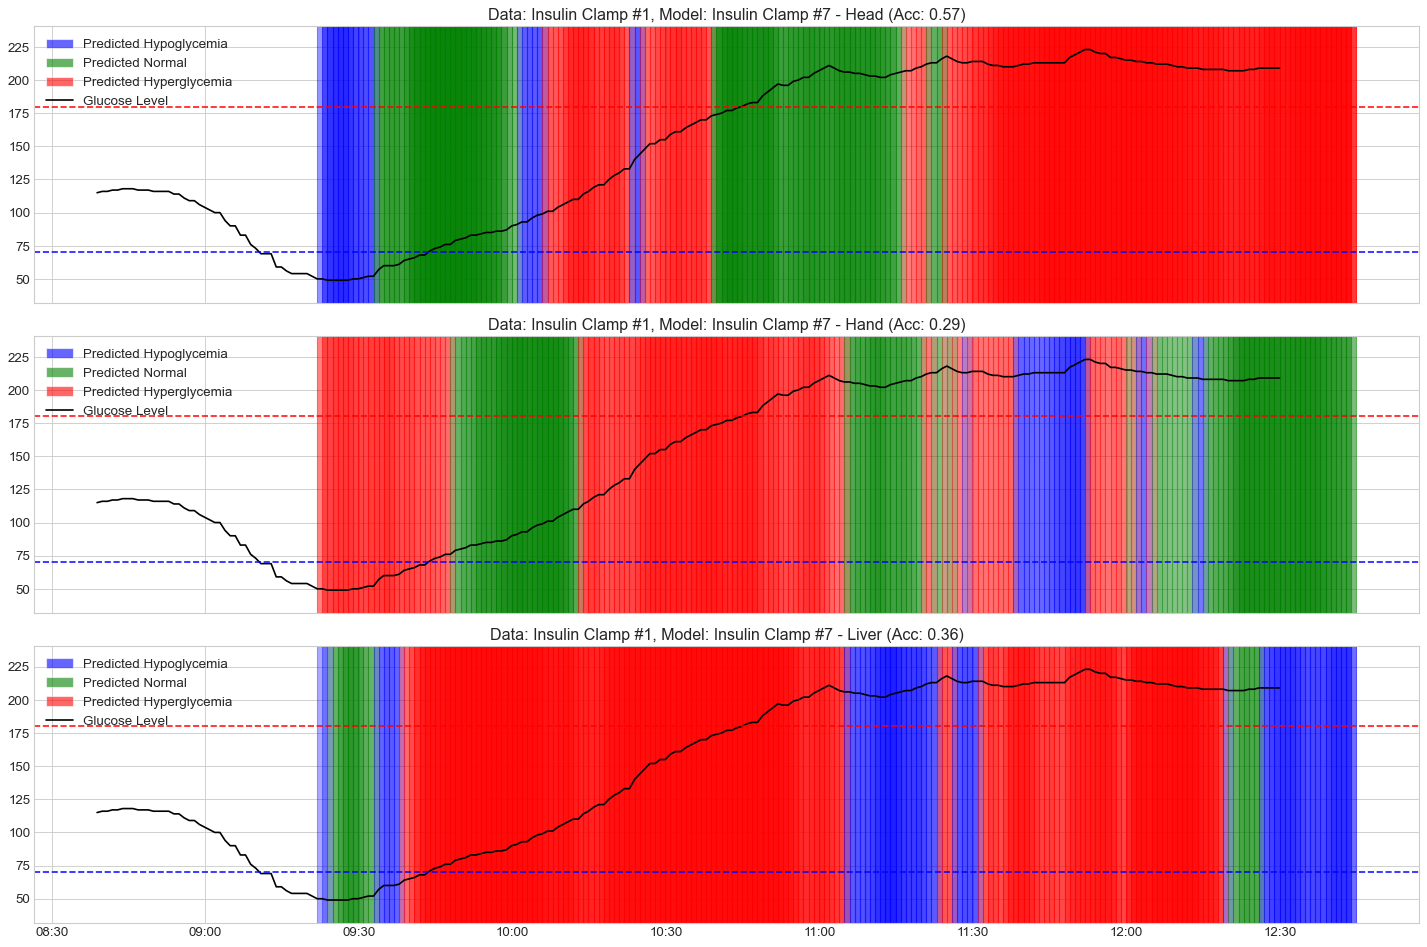 Data: Insulin Clamp #1, Model: Insulin Clamp #7 - Head (Acc: 0.57)
225
200
175
150
125
100
75
50
Predicted Hypoglycemia
Predicted Normal
Predicted Hyperglycemia
Glucose Level
Data: Insulin Clamp #1, Model: Insulin Clamp #7 - Hand (Acc: 0.29)
225
200
175
150
125
100
75
50
Predicted Hypoglycemia
Predicted Normal
Predicted Hyperglycemia
Glucose Level
Data: Insulin Clamp #1, Model: Insulin Clamp #7 - Liver (Acc: 0.36)
225
200
175
150
125
100
75
50
Predicted Hypoglycemia
Predicted Normal
Predicted Hyperglycemia
Glucose Level
08:30 09:00 09:30 10:00 10:30 11:00 11:30 12:00 12:30